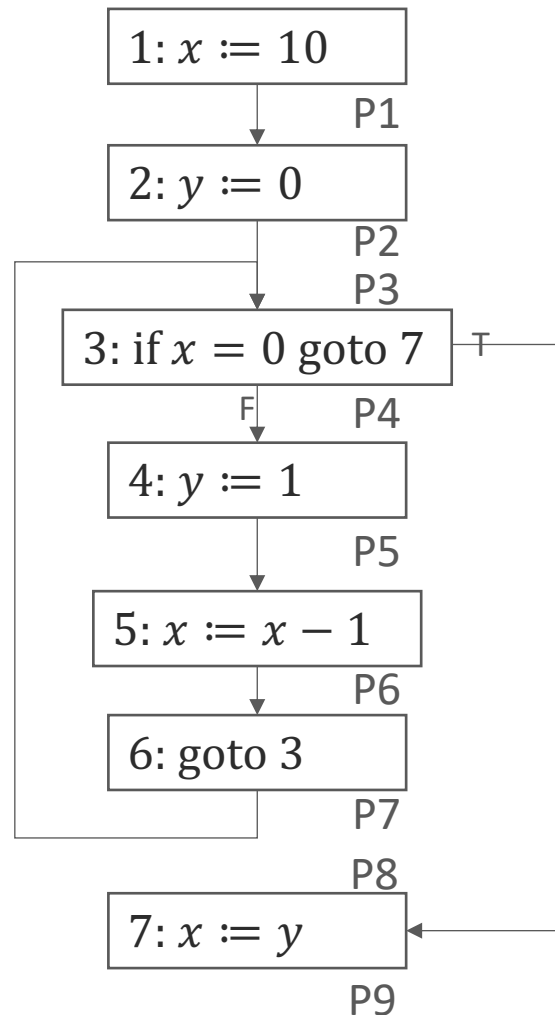 1: x := 10
P1
2: y := 0
P2
P3
3: if x = 0 goto 7
T
F
P4
4: y := 1
P5
5: x := x − 1
P6
6: goto 3
P7
P8
7: x := y
P9